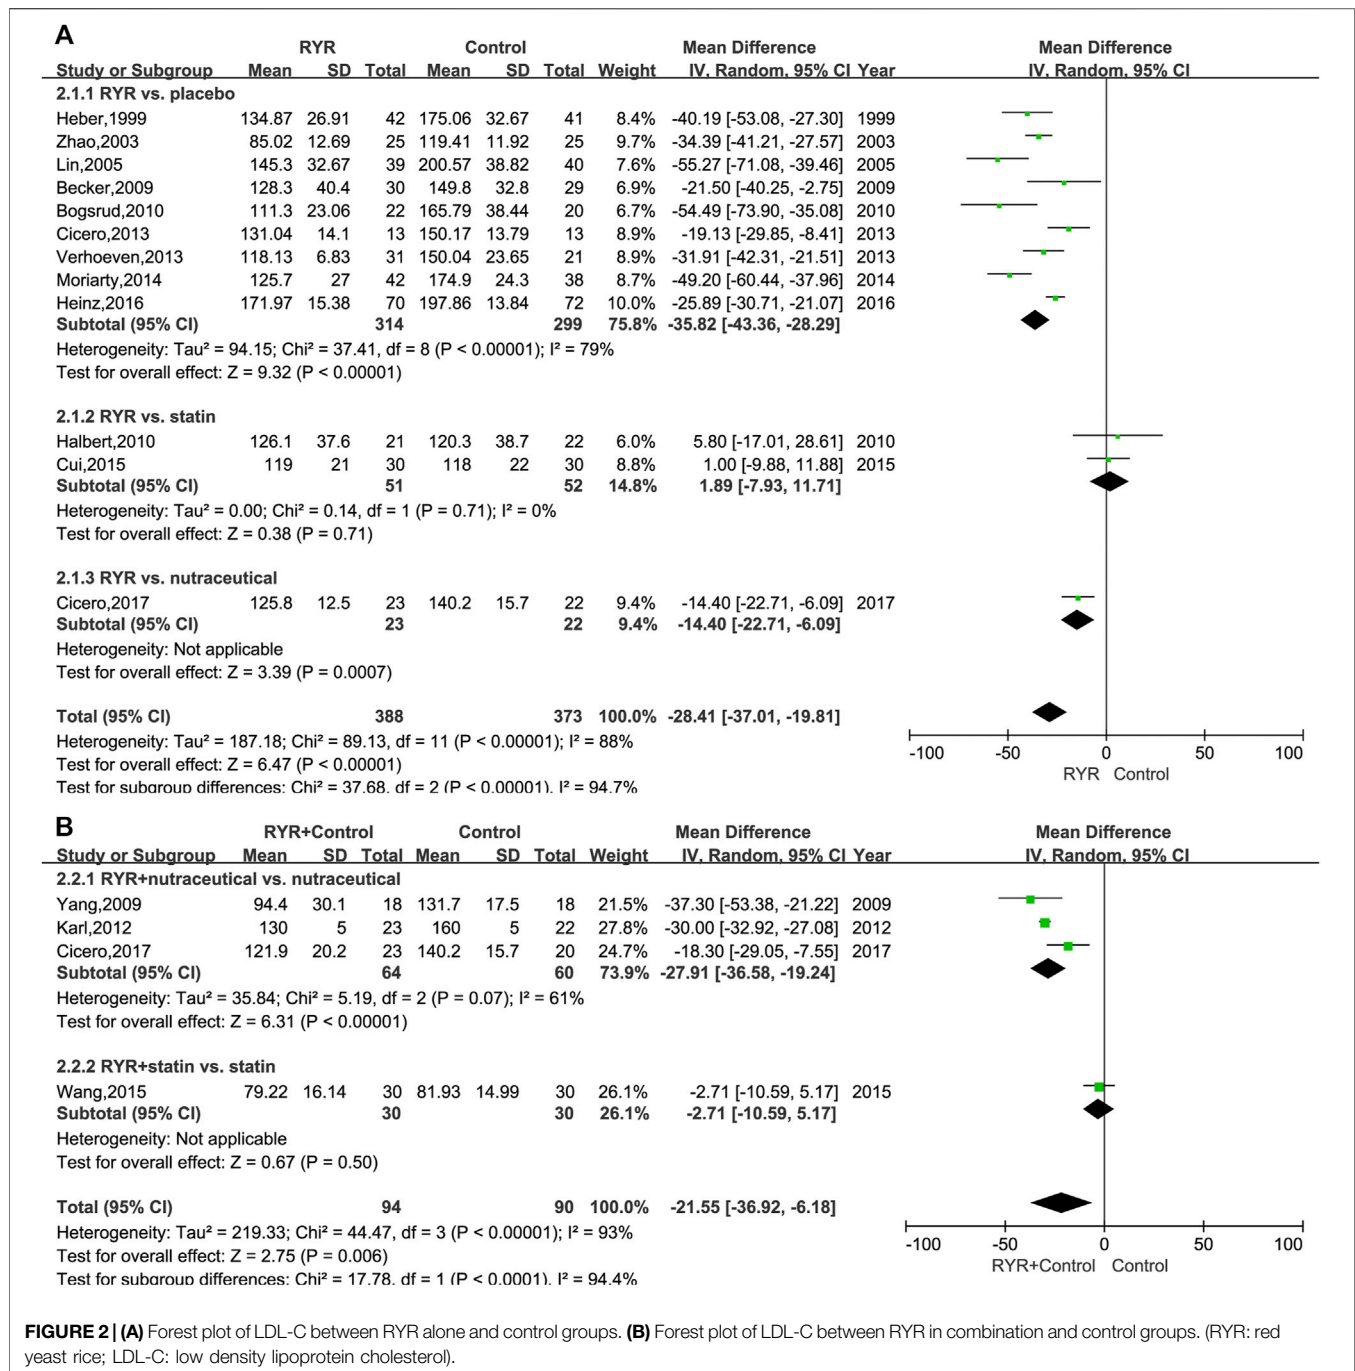 A
RYR Control Mean Difference Mean Difference
Study or Subgroup Mean SD Total Mean SD Total Weight IV, Random, 95% CI Year IV, Random, 95% CI
2.1.1 RYR vs. placebo
Heber,1999 134.87 26.91 42 175.06 32.67 41 8.4% -40.19 [-53.08, -27.30] 1999
Zhao,2003 85.02 12.69 25 119.41 11.92 25 9.7% -34.39 [-41.21, -27.57] 2003
Lin,2005 145.3 32.67 39 200.57 38.82 40 7.6% -55.27 [-71.08, -39.46] 2005
Becker,2009 128.3 40.4 30 149.8 32.8 29 6.9% -21.50 [-40.25, -2.75] 2009
Bogsrud,2010 111.3 23.06 22 165.79 38.44 20 6.7% -54.49 [-73.90, -35.08] 2010
Cicero,2013 131.04 14.1 13 150.17 13.79 13 8.9% -19.13 [-29.85, -8.41] 2013
Verhoeven,2013 118.13 6.83 31 150.04 23.65 21 8.9% -31.91 [-42.31, -21.51] 2013
Moriarty,2014 125.7 27 42 174.9 24.3 38 8.7% -49.20 [-60.44, -37.96] 2014
Heinz,2016 171.97 15.38 70 197.86 13.84 72 10.0% -25.89 [-30.71, -21.07] 2016
Subtotal (95% CI) 314 299 75.8% -35.82 [-43.36, -28.29]
Heterogeneity: Tau² = 94.15; Chi² = 37.41, df = 8 (P < 0.00001); I² = 79%
Test for overall effect: Z = 9.32 (P < 0.00001)
2.1.2 RYR vs. statin
Halbert,2010 126.1 37.6 21 120.3 38.7 22 6.0% 5.80 [-17.01, 28.61] 2010
Cui,2015 119 21 30 118 22 30 8.8% 1.00 [-9.88, 11.88] 2015
Subtotal (95% CI) 51 52 14.8% 1.89 [-7.93, 11.71]
Heterogeneity: Tau² = 0.00; Chi² = 0.14, df = 1 (P = 0.71); I² = 0%
Test for overall effect: Z = 0.38 (P = 0.71)
2.1.3 RYR vs. nutraceutical
Cicero,2017 125.8 12.5 23 140.2 15.7 22 9.4% -14.40 [-22.71, -6.09] 2017
Subtotal (95% CI) 23 22 9.4% -14.40 [-22.71, -6.09]
Heterogeneity: Not applicable
Test for overall effect: Z = 3.39 (P = 0.0007)
Total (95% CI) 388 373 100.0% -28.41 [-37.01, -19.81]
Heterogeneity: Tau² = 187.18; Chi² = 89.13, df = 11 (P < 0.00001); I² = 88%
Test for overall effect: Z = 6.47 (P < 0.00001)
Test for subgroup differences: Chi² = 37.68. df = 2 (P < 0.00001). I² = 94.7%
-100 -50 0 50 100
RYR Control
B
RYR+Control Control Mean Difference Mean Difference
Study or Subgroup Mean SD Total Mean SD Total Weight IV, Random, 95% CI Year IV, Random, 95% CI
2.2.1 RYR+nutraceutical vs. nutraceutical
Yang,2009 94.4 30.1 18 131.7 17.5 18 21.5% -37.30 [-53.38, -21.22] 2009
Karl,2012 130 5 23 160 5 22 27.8% -30.00 [-32.92, -27.08] 2012
Cicero,2017 121.9 20.2 23 140.2 15.7 20 24.7% -18.30 [-29.05, -7.55] 2017
Subtotal (95% CI) 64 60 73.9% -27.91 [-36.58, -19.24]
Heterogeneity: Tau² = 35.84; Chi² = 5.19, df = 2 (P = 0.07); I² = 61%
Test for overall effect: Z = 6.31 (P < 0.00001)
2.2.2 RYR+statin vs. statin
Wang,2015 79.22 16.14 30 81.93 14.99 30 26.1% -2.71 [-10.59, 5.17] 2015
Subtotal (95% CI) 30 30 26.1% -2.71 [-10.59, 5.17]
Heterogeneity: Not applicable
Test for overall effect: Z = 0.67 (P = 0.50)
Total (95% CI) 94 90 100.0% -21.55 [-36.92, -6.18]
Heterogeneity: Tau² = 219.33; Chi² = 44.47, df = 3 (P < 0.00001); I² = 93%
Test for overall effect: Z = 2.75 (P = 0.006)
Test for subgroup differences: Chi² = 17.78. df = 1 (P < 0.0001). I² = 94.4%
-100 -50 0 50 100
RYR+Control Control
FIGURE 2 | (A) Forest plot of LDL-C between RYR alone and control groups. (B) Forest plot of LDL-C between RYR in combination and control groups. (RYR: red
yeast rice; LDL-C: low density lipoprotein cholesterol).